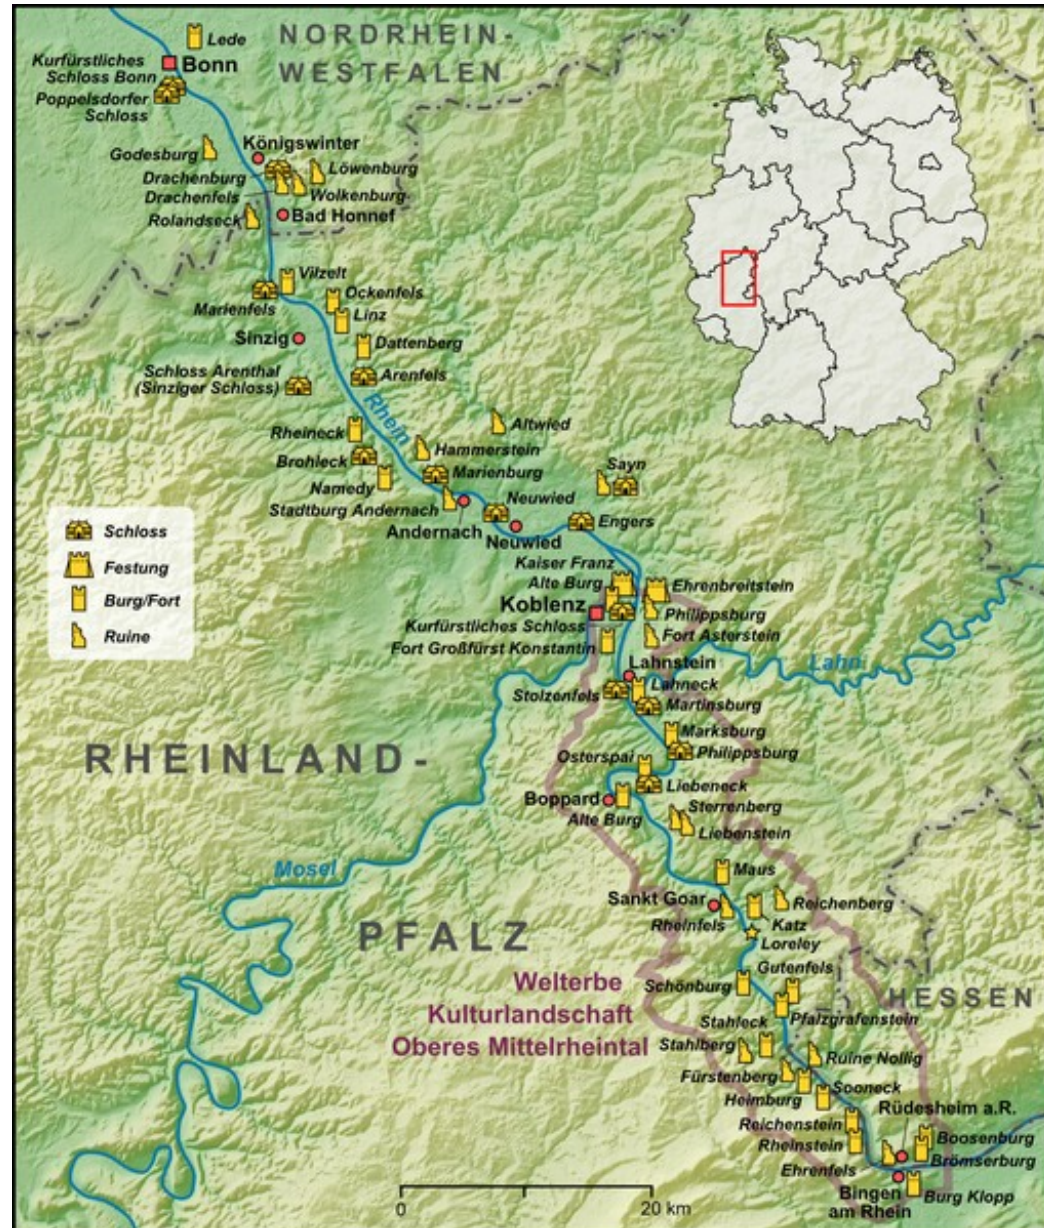 NORDRHEIN-
WESTFALEN
Lede
Kurfürstliches
Schloss Bonn
Bonn
Poppelsdorfer
Schloss
Godesburg
Königswinter
Drachenburg
Löwenburg
Drachenfels
Wolkenburg
Rolandseck
Bad Honnef
Vilzelt
Marienfels
Ockenfels
Linz
Sinzig
Dattenberg
Schloss Arenthal
(Sinziger Schloss)
Arenfels
Rhein
Rheineck
Altwied
Hammerstein
Brohleck
Marienburg
Sayn
Namedy
Stadtburg Andernach
Neuwied
Andernach
Neuwied
Engers
Schloss
Festung
Burg/Fort
Ruine
Kaiser Franz
Alte Burg
Ehrenbreitstein
Koblenz
Philippsburg
Kurfürstliches Schloss
Fort Asterstein
Fort Großfürst Konstantin
Lahnstein
Lahn
Stolzenfels
Lahneck
Martinsburg
Marksburg
RHEINLAND-
Philippsburg
Osterspai
Liebeneck
Boppard
Alte Burg
Sterrenberg
Liebenstein
Mosel
Maus
Sankt Goar
Reichenberg
Rheinfels
Katz
Loreley
PFALZ
Gutenfels
Welterbe
Kulturlandschaft
Oberes Mittelrheintal
Schönburg
HESSEN
Pfalzgrafenstein
Stahleck
Stahlberg
Ruine Nollig
Fürstenberg
Sooneck
Heimburg
Rüdesheim a.R.
Reichenstein
Rheinstein
Boosenburg
Brömserburg
Ehrenfels
Bingen
am Rhein
Burg Klopp
0 20 km